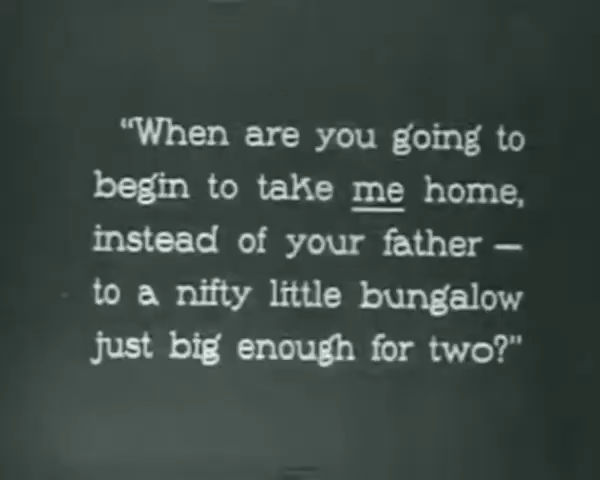 “When are you going to
begin to take me home,
instead of your father —
to a nifty little bungalow
just big enough for two?”